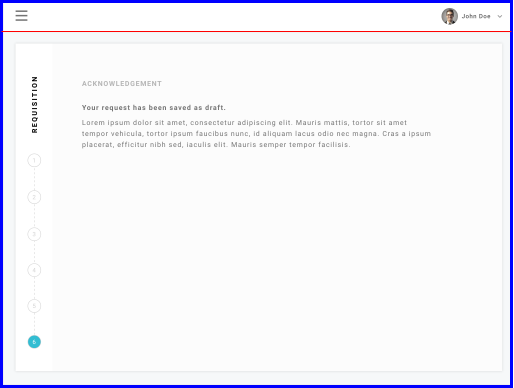 John Doe
REQUISITION
1
2
3
4
5
6
ACKNOWLEDGEMENT
Your request has been saved as draft.
Lorem ipsum dolor sit amet, consectetur adipiscing elit. Mauris mattis, tortor sit amet
tempor vehicula, tortor ipsum faucibus nunc, id aliquam lacus odio nec magna. Cras a ipsum
placerat, efficitur nibh sed, iaculis elit. Mauris semper tempor facilisis.